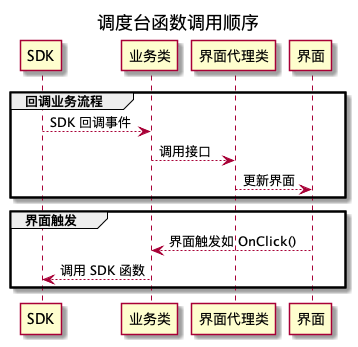 调度台函数调用顺序
SDK 业务类 界面代理类 界面
回调业务流程
SDK 回调事件
调用接口
更新界面
界面触发
界面触发如 OnClick()
调用 SDK 函数
SDK 业务类 界面代理类 界面